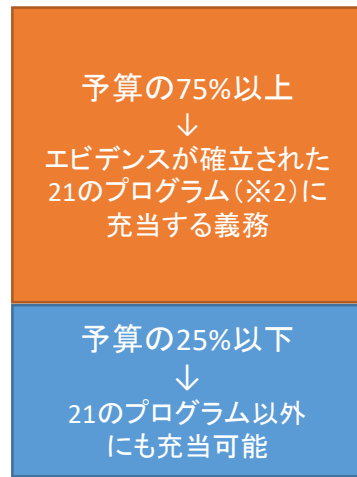 予算の75%以上
↓
エビデンスが確立された
21のプログラム(※2)に
充当する義務
予算の25%以下
↓
21のプログラム以外
にも充当可能